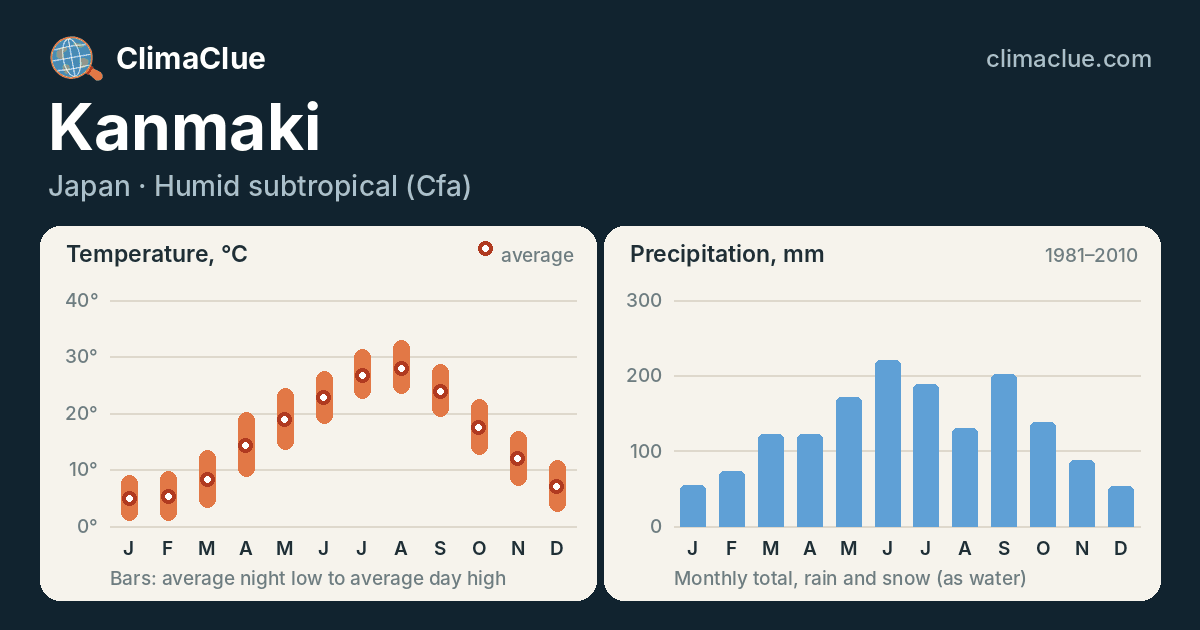 ClimaClue
climaclue.com
Kanmaki
Japan · Humid subtropical (Cfa)
Temperature, °C
average
40°
30°
20°
10°
0°
J F M A M J J A S O N D
Bars: average night low to average day high
Precipitation, mm
1981–2010
300
200
100
0
J F M A M J J A S O N D
Monthly total, rain and snow (as water)